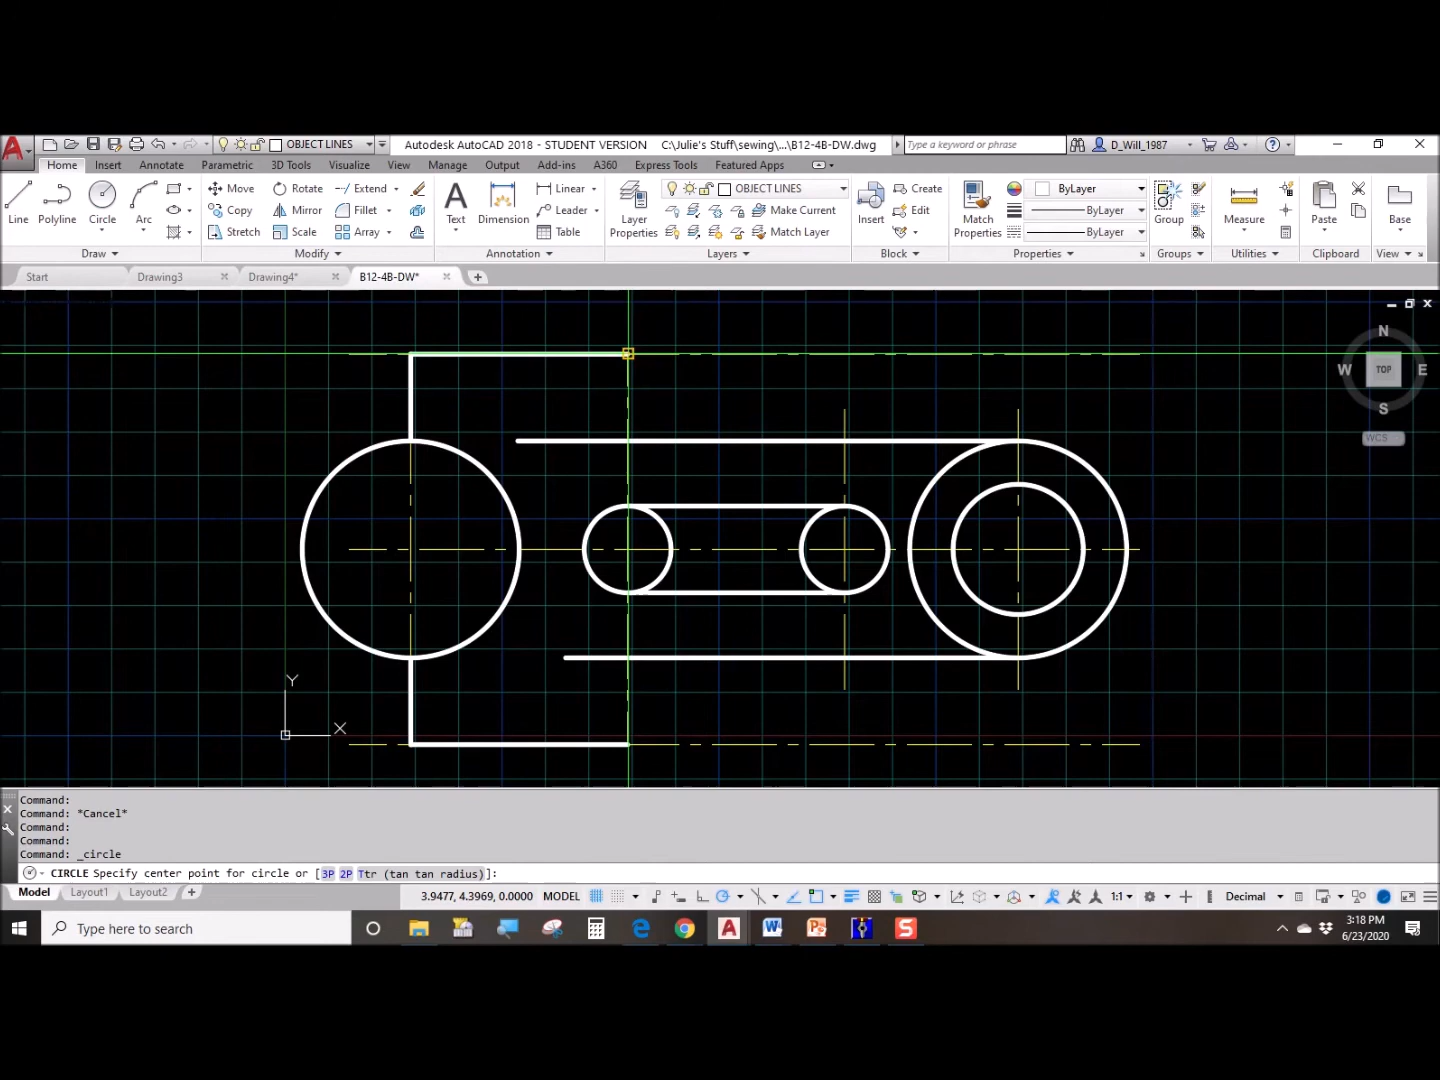 OBJECT LINES
Autodesk AutoCAD 2018 - STUDENT VERSION C:\Julie's Stuff\sewing\...\B12-4B-DW.dwg
Type a keyword or phrase
D_Will_1987
Home Insert Annotate Parametric 3D Tools Visualize View Manage Output Add-ins A360 Express Tools Featured Apps
Line Polyline Circle Arc
Move Rotate Extend
Copy Mirror Fillet
Stretch Scale Array
Text Dimension
Linear
Leader
Table
Layer Properties
OBJECT LINES
Make Current
Match Layer
Insert
Create
Edit
Match Properties
ByLayer
ByLayer
ByLayer
Group Measure Paste Base
Draw Modify Annotation Layers Block Properties Groups Utilities Clipboard View
Start Drawing3 Drawing4* B12-4B-DW*
N
W TOP E
S
WCS
Y
X
Command:
Command: *Cancel*
Command:
Command:
Command: _circle
CIRCLE Specify center point for circle or [3P 2P Ttr (tan tan radius)]:
Model Layout1 Layout2
3.9477, 4.3969, 0.0000 MODEL 1:1 Decimal
Type here to search
3:18 PM
6/23/2020